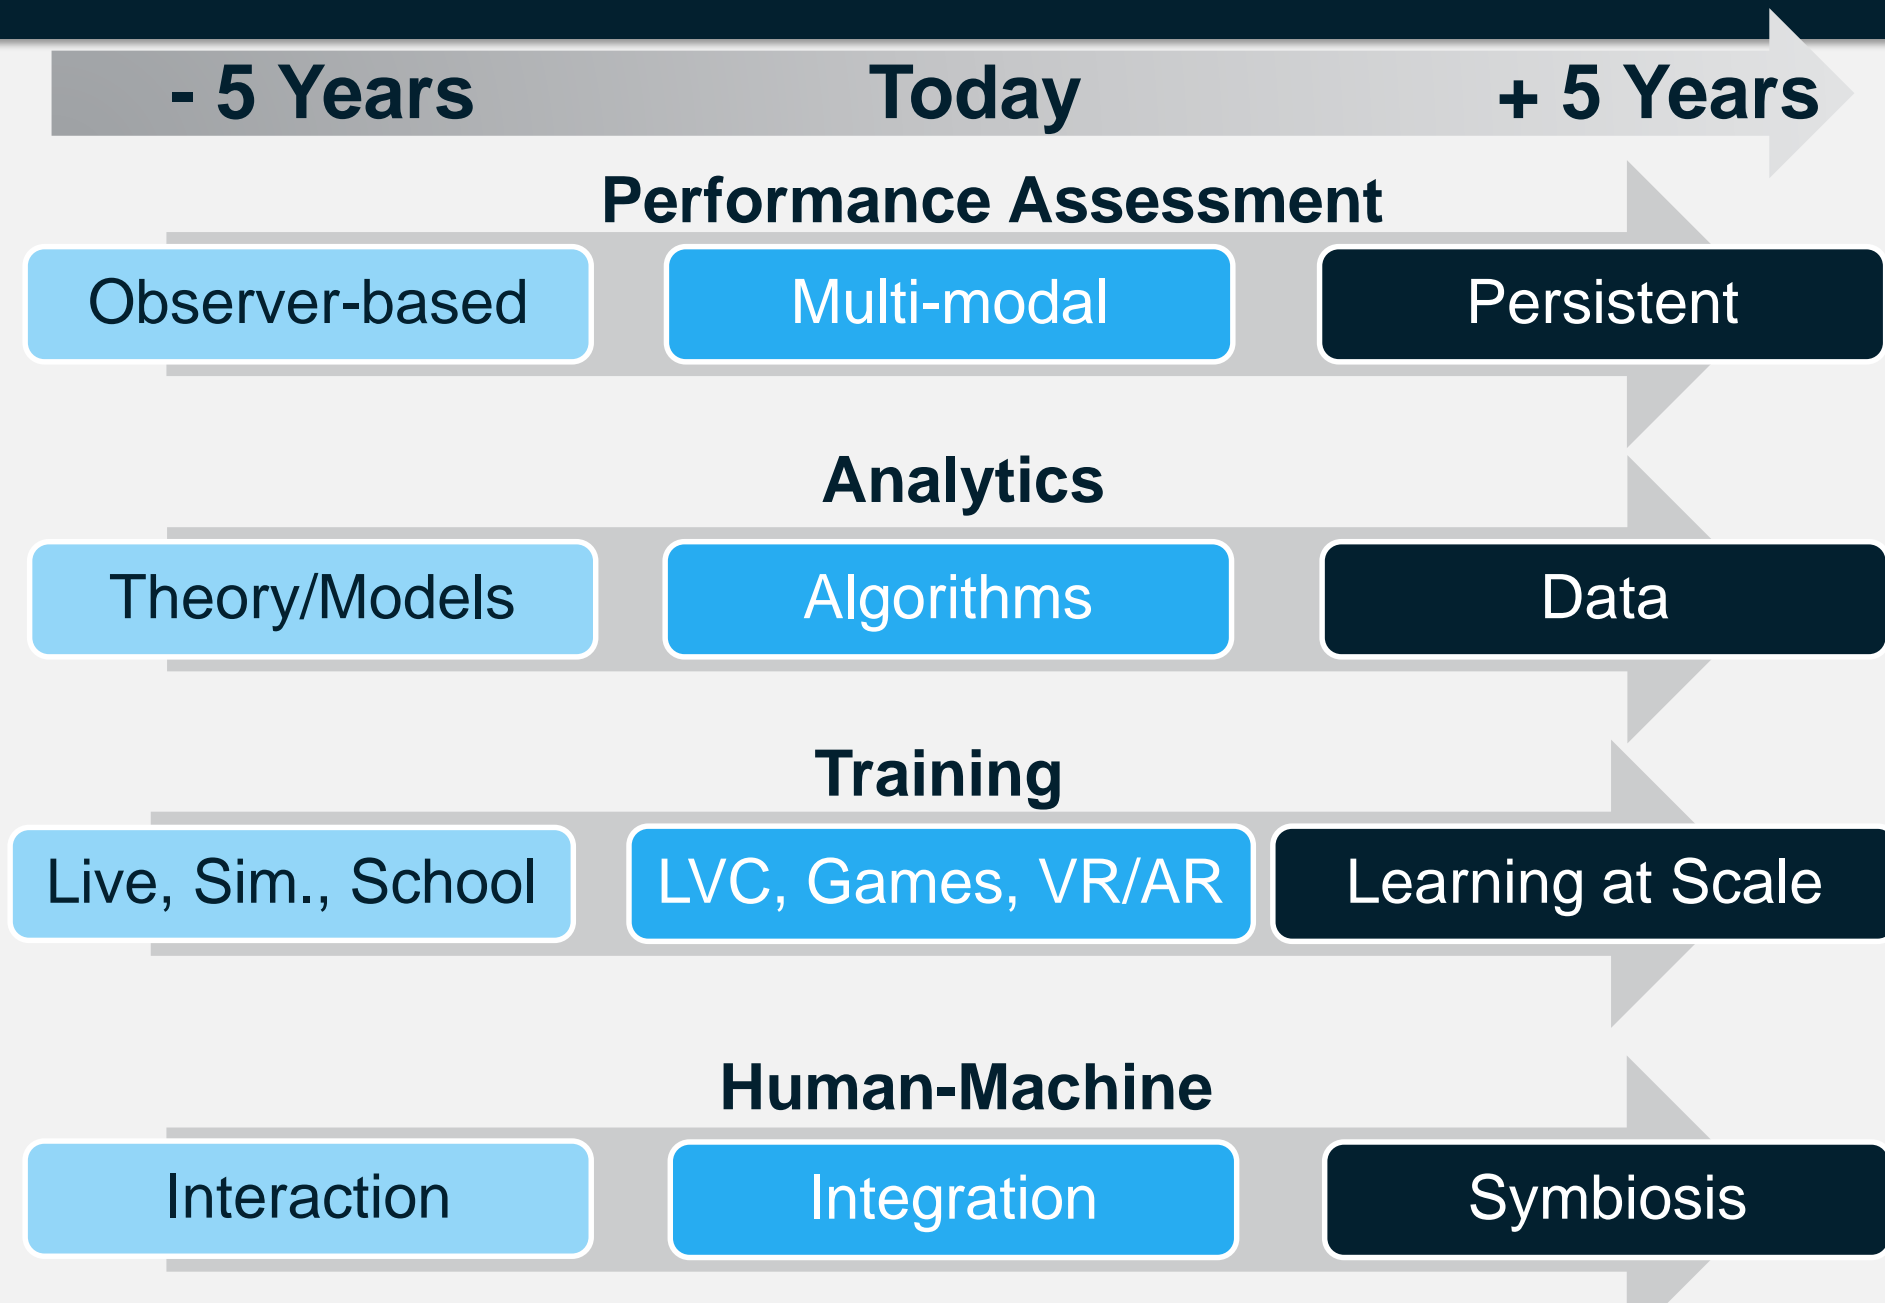 - 5 Years Today + 5 Years
Performance Assessment
Observer-based Multi-modal Persistent
Analytics
Theory/Models Algorithms Data
Training
Live, Sim., School LVC, Games, VR/AR Learning at Scale
Human-Machine
Interaction Integration Symbiosis